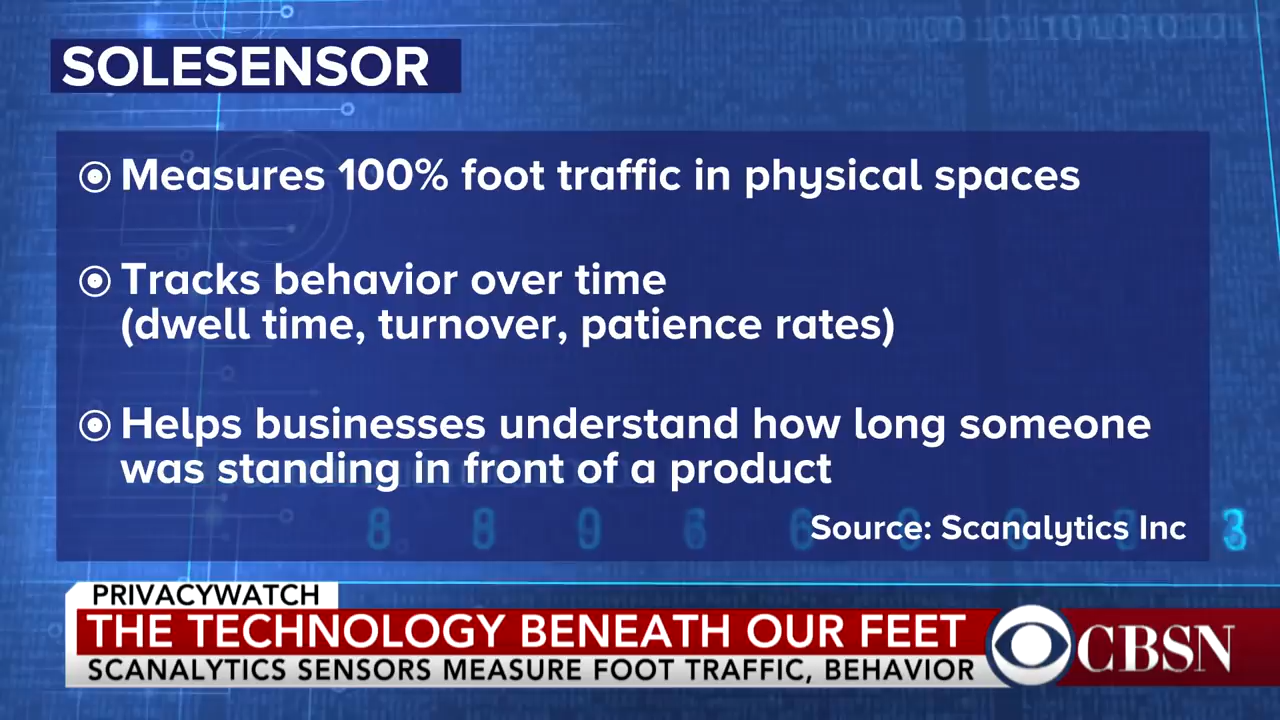 SOLESENSOR
Measures 100% foot traffic in physical spaces
Tracks behavior over time
(dwell time, turnover, patience rates)
Helps businesses understand how long someone
was standing in front of a product
Source: Scanalytics Inc
PRIVACYWATCH
THE TECHNOLOGY BENEATH OUR FEET
SCANALYTICS SENSORS MEASURE FOOT TRAFFIC, BEHAVIOR
CBSN